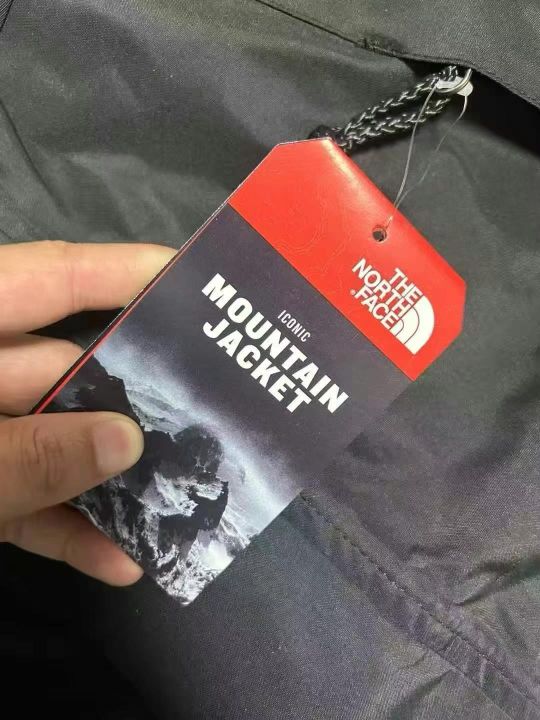 THE
NORTH
FACE
ICONIC
MOUNTAIN
JACKET